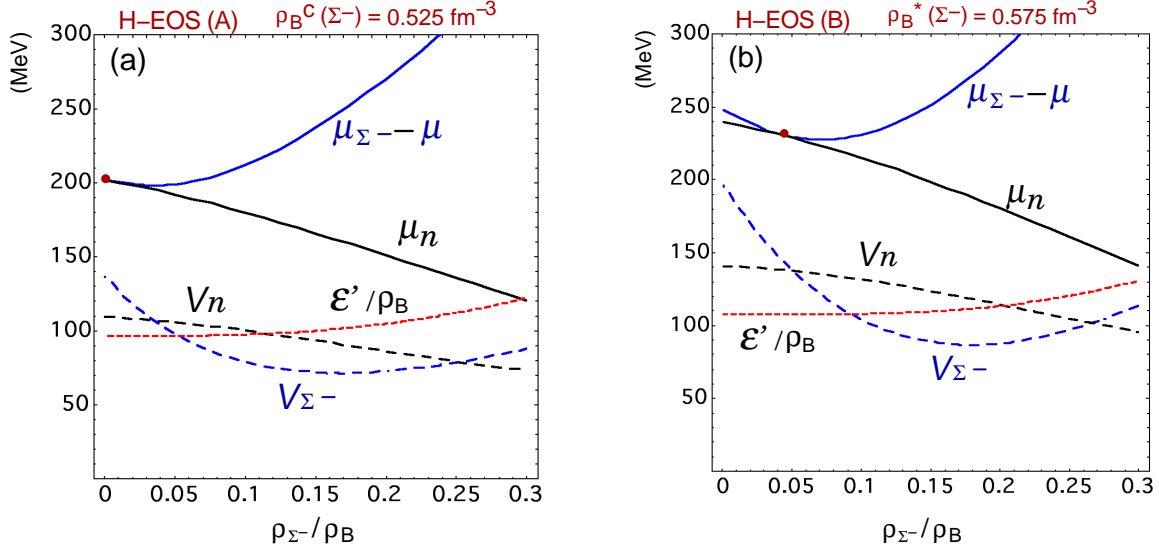 H−EOS (A) ρB^C (Σ−) = 0.525 fm−3
(MeV)
300
250
200
150
100
50
(a)
μΣ− − μ
μn
Vn
ε’/ρB
VΣ−
0 0.05 0.1 0.15 0.2 0.25 0.3
ρΣ−/ρB
H−EOS (B) ρB* (Σ−) = 0.575 fm−3
(MeV)
300
250
200
150
100
50
(b)
μΣ− − μ
μn
Vn
ε’/ρB
VΣ−
0 0.05 0.1 0.15 0.2 0.25 0.3
ρΣ−/ρB